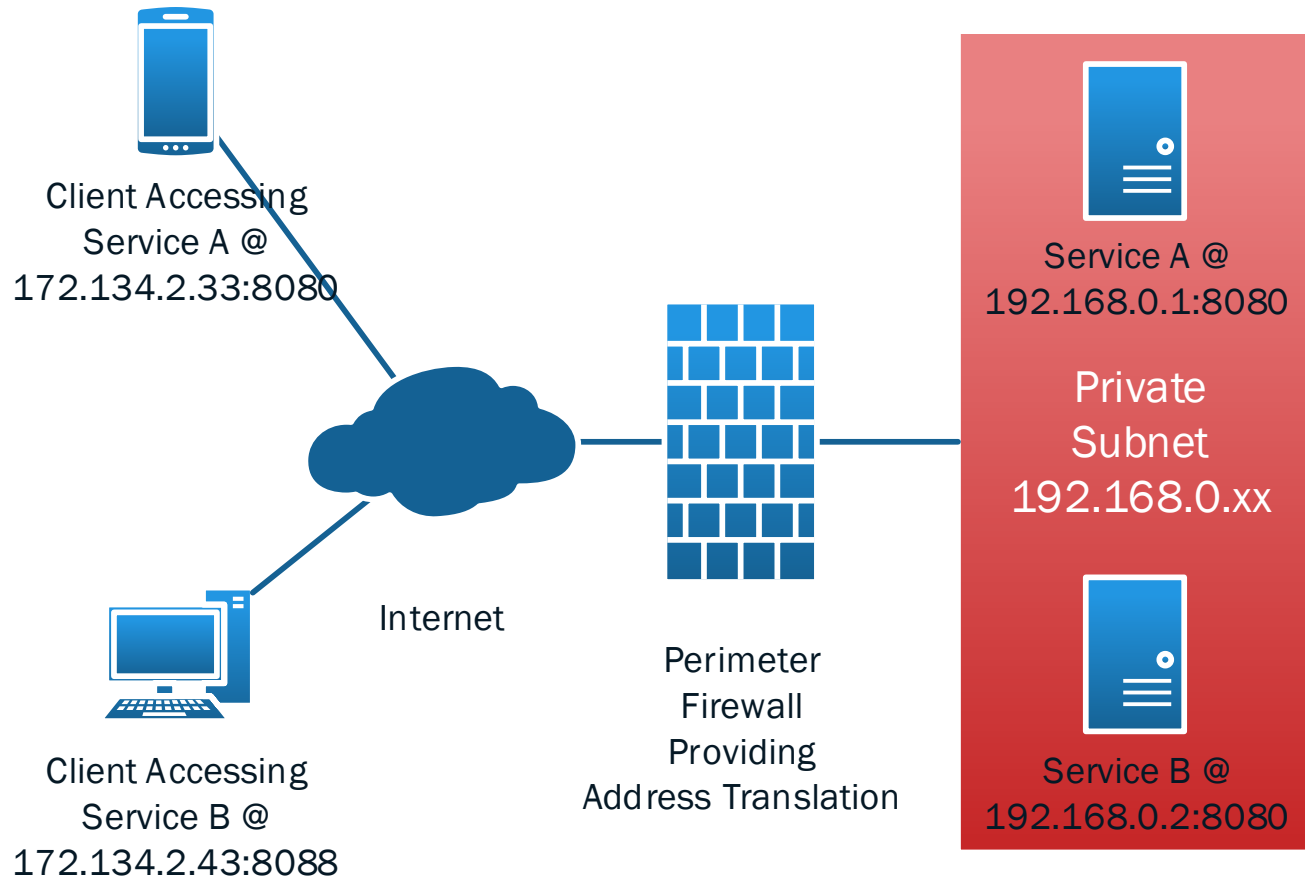 Client Accessing
Service A @
172.134.2.33:8080
Client Accessing
Service B @
172.134.2.43:8088
Internet
Perimeter
Firewall
Providing
Address Translation
Service A @
192.168.0.1:8080
Private
Subnet
192.168.0.xx
Service B @
192.168.0.2:8080